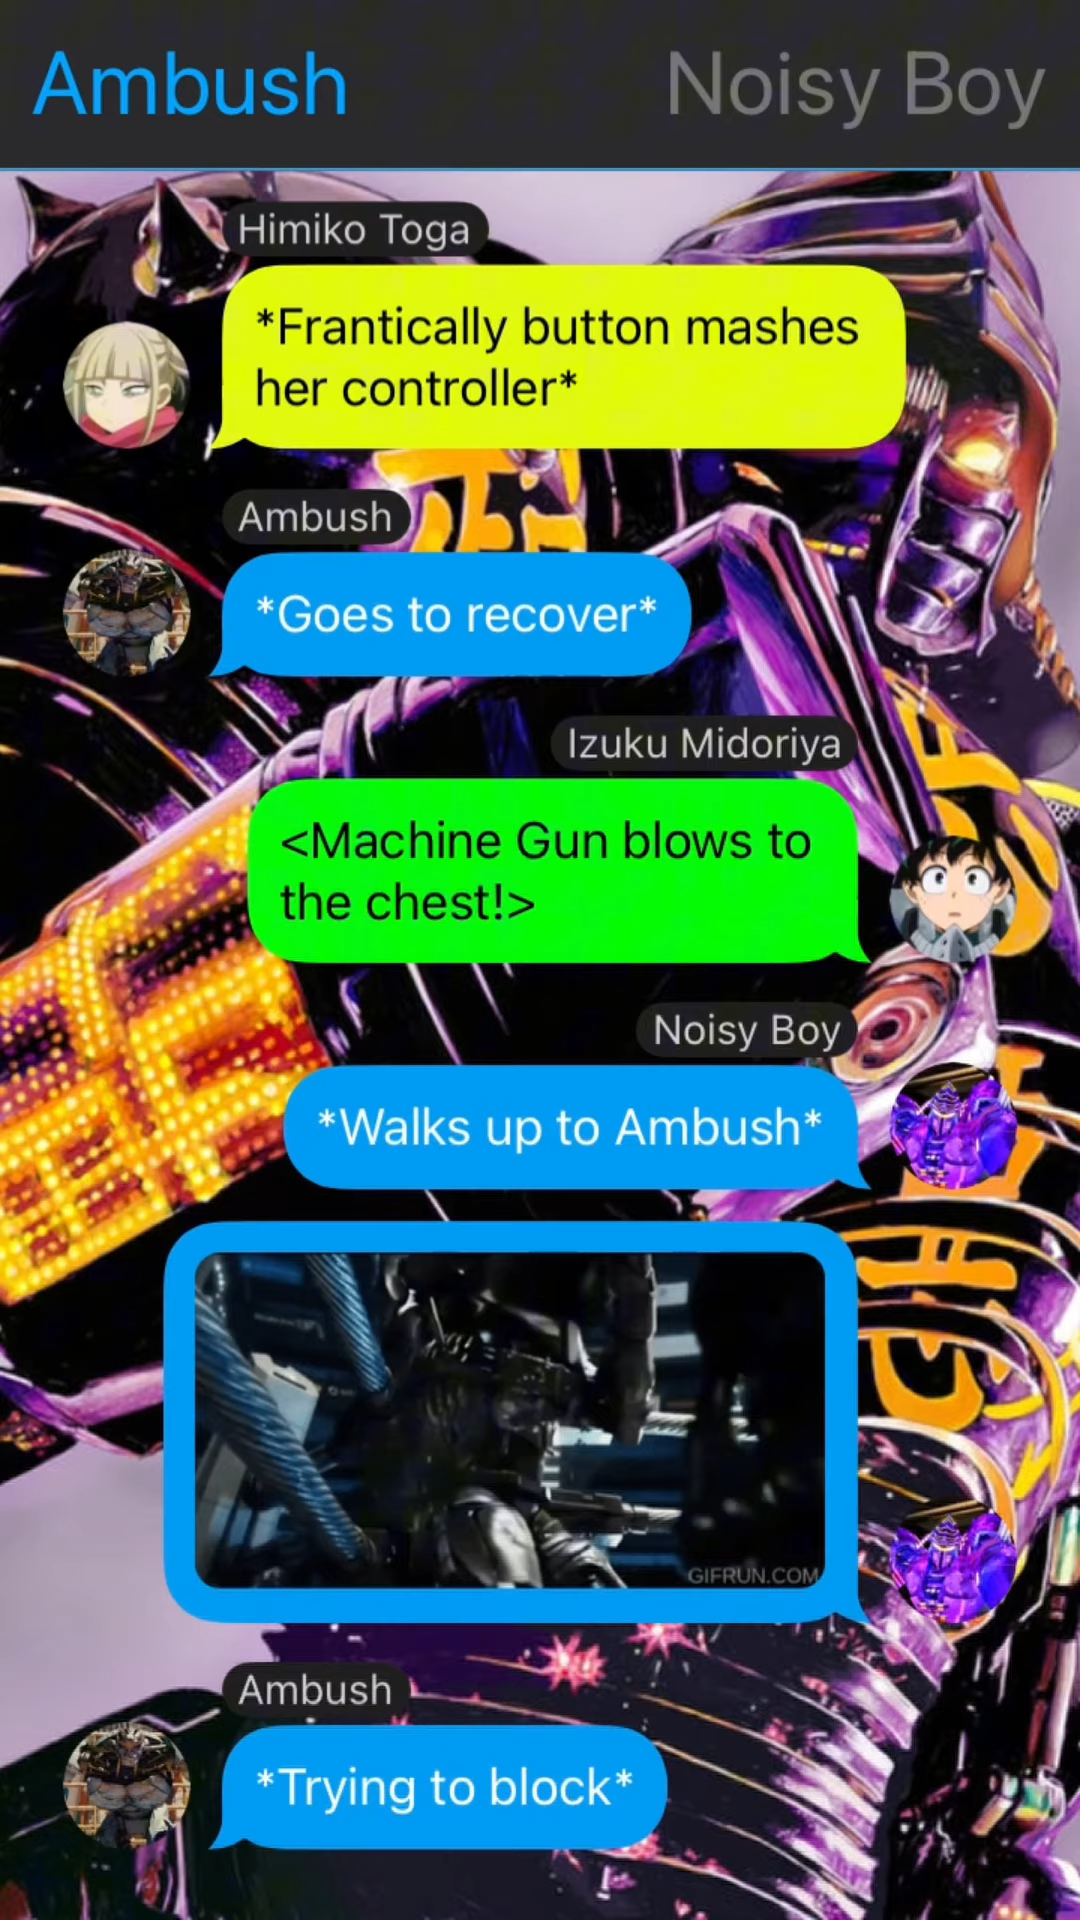 Ambush
Noisy Boy
Himiko Toga
*Frantically button mashes
her controller*
Ambush
*Goes to recover*
Izuku Midoriya
<Machine Gun blows to
the chest!>
Noisy Boy
*Walks up to Ambush*
GIFRUN.COM
Ambush
*Trying to block*